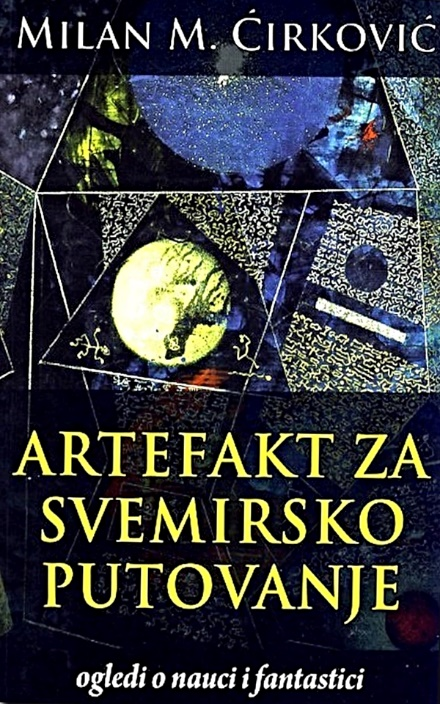 MILAN M. ĆIRKOVIĆ
ARTEFAKT ZA
SVEMIRSKO
PUTOVANJE
ogledi o nauci i fantastici